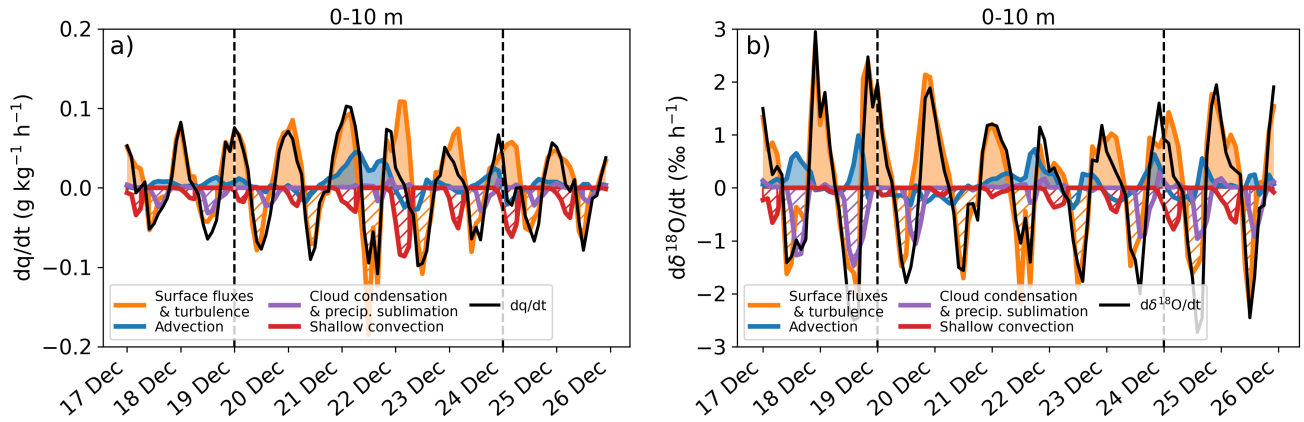 0-10 m
a)
dq/dt (g kg⁻¹ h⁻¹)
0.2
0.1
0.0
−0.1
−0.2
Surface fluxes
& turbulence
Advection
Cloud condensation
& precip. sublimation
Shallow convection
dq/dt
17 Dec
18 Dec
19 Dec
20 Dec
21 Dec
22 Dec
23 Dec
24 Dec
25 Dec
26 Dec
0-10 m
b)
dδ¹⁸O/dt (‰ h⁻¹)
3
2
1
0
−1
−2
−3
Surface fluxes
& turbulence
Advection
Cloud condensation
& precip. sublimation
Shallow convection
dδ¹⁸O/dt
17 Dec
18 Dec
19 Dec
20 Dec
21 Dec
22 Dec
23 Dec
24 Dec
25 Dec
26 Dec